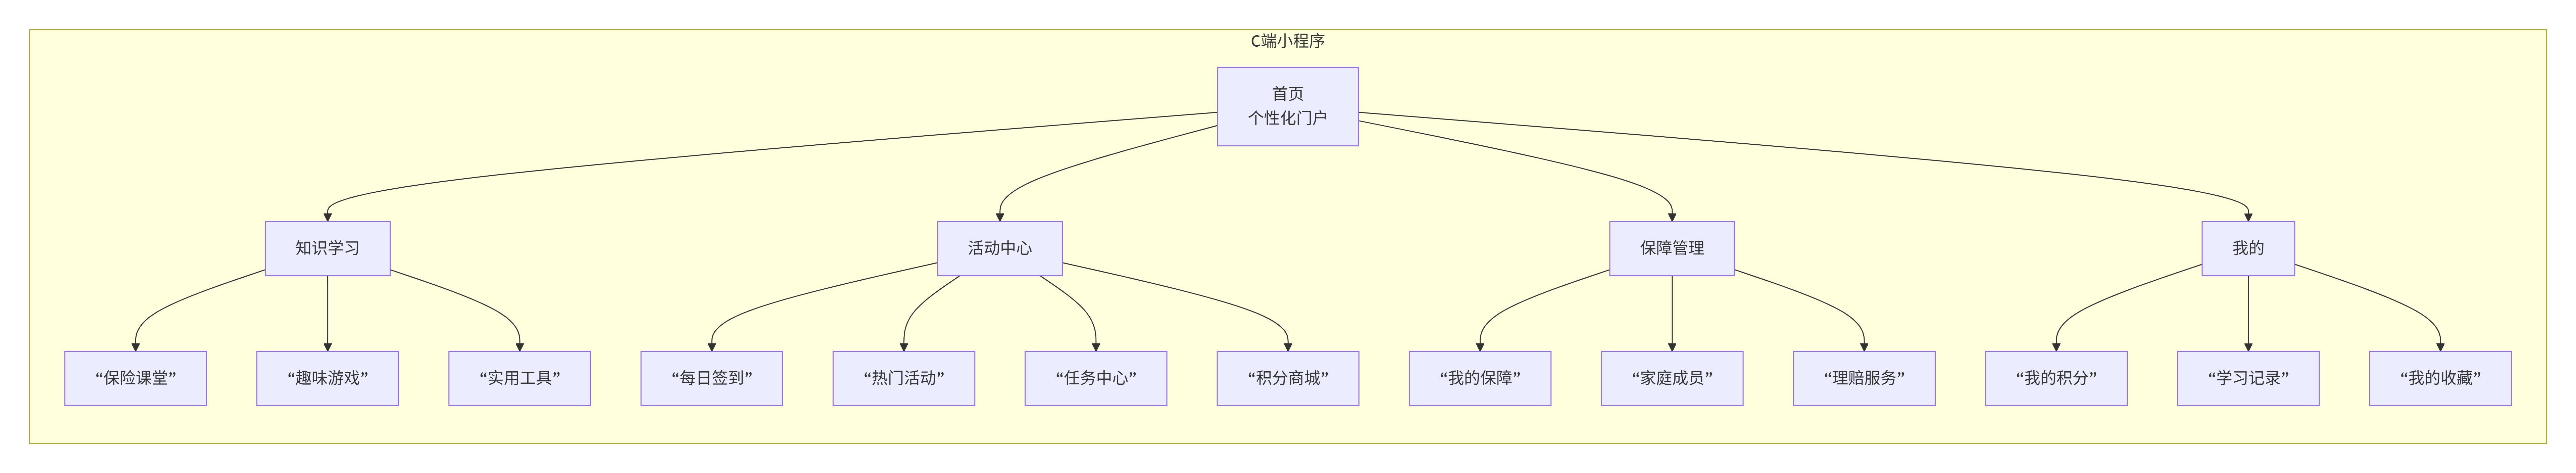 C端小程序
首页
个性化门户
知识学习
活动中心
保障管理
我的
“保险课堂”
“趣味游戏”
“实用工具”
“每日签到”
“热门活动”
“任务中心”
“积分商城”
“我的保障”
“家庭成员”
“理赔服务”
“我的积分”
“学习记录”
“我的收藏”